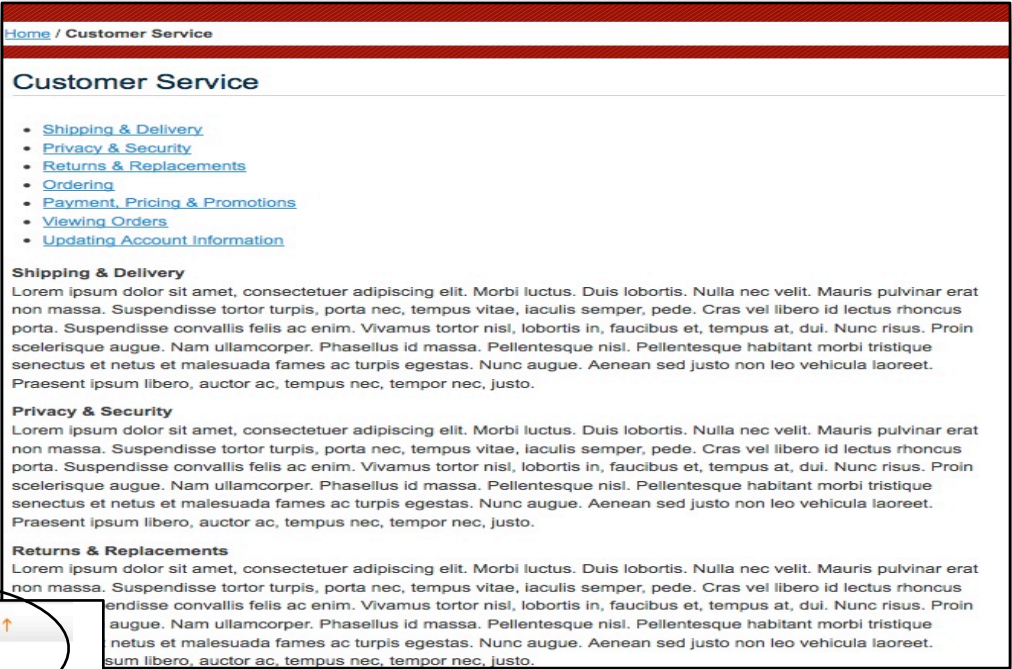 Home / Customer Service
Customer Service
• Shipping & Delivery
• Privacy & Security
• Returns & Replacements
• Ordering
• Payment, Pricing & Promotions
• Viewing Orders
• Updating Account Information
Shipping & Delivery
Lorem ipsum dolor sit amet, consectetuer adipiscing elit. Morbi luctus. Duis lobortis. Nulla nec velit. Mauris pulvinar erat
non massa. Suspendisse tortor turpis, porta nec, tempus vitae, iaculis semper, pede. Cras vel libero id lectus rhoncus
porta. Suspendisse convallis felis ac enim. Vivamus tortor nisl, lobortis in, faucibus et, tempus at, dui. Nunc risus. Proin
scelerisque augue. Nam ullamcorper. Phasellus id massa. Pellentesque nisl. Pellentesque habitant morbi tristique
senectus et netus et malesuada fames ac turpis egestas. Nunc augue. Aenean sed justo non leo vehicula laoreet.
Praesent ipsum libero, auctor ac, tempus nec, tempor nec, justo.
Privacy & Security
Lorem ipsum dolor sit amet, consectetuer adipiscing elit. Morbi luctus. Duis lobortis. Nulla nec velit. Mauris pulvinar erat
non massa. Suspendisse tortor turpis, porta nec, tempus vitae, iaculis semper, pede. Cras vel libero id lectus rhoncus
porta. Suspendisse convallis felis ac enim. Vivamus tortor nisl, lobortis in, faucibus et, tempus at, dui. Nunc risus. Proin
scelerisque augue. Nam ullamcorper. Phasellus id massa. Pellentesque nisl. Pellentesque habitant morbi tristique
senectus et netus et malesuada fames ac turpis egestas. Nunc augue. Aenean sed justo non leo vehicula laoreet.
Praesent ipsum libero, auctor ac, tempus nec, tempor nec, justo.
Returns & Replacements
Lorem ipsum dolor sit amet, consectetuer adipiscing elit. Morbi luctus. Duis lobortis. Nulla nec velit. Mauris pulvinar erat
non massa. Suspendisse tortor turpis, porta nec, tempus vitae, iaculis semper, pede. Cras vel libero id lectus rhoncus
endisse convallis felis ac enim. Vivamus tortor nisl, lobortis in, faucibus et, tempus at, dui. Nunc risus. Proin
augue. Nam ullamcorper. Phasellus id massa. Pellentesque nisl. Pellentesque habitant morbi tristique
netus et malesuada fames ac turpis egestas. Nunc augue. Aenean sed justo non leo vehicula laoreet.
sum libero, auctor ac, tempus nec, tempor nec, justo.